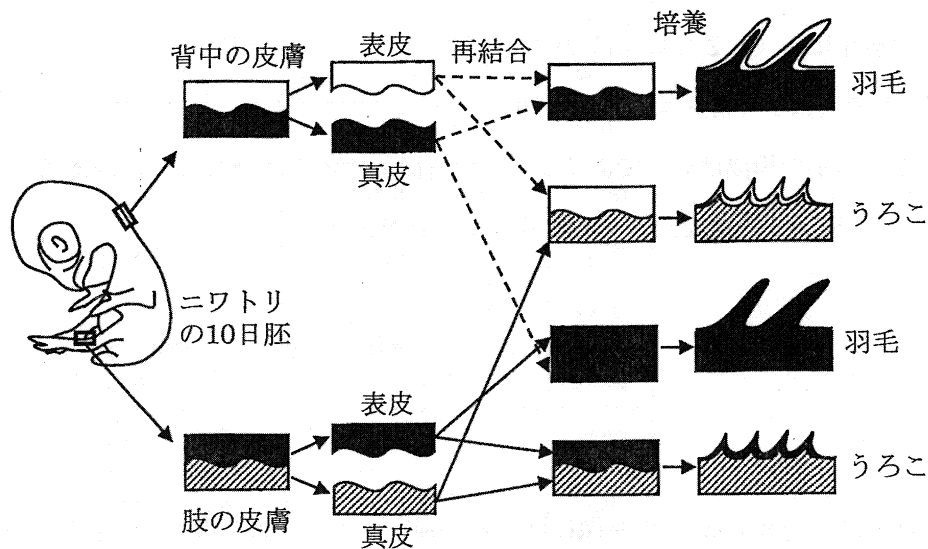 背中の皮膚
表皮
再結合
培養
羽毛
真皮
うろこ
ニワトリ
の10日胚
羽毛
表皮
うろこ
肢の皮膚
真皮